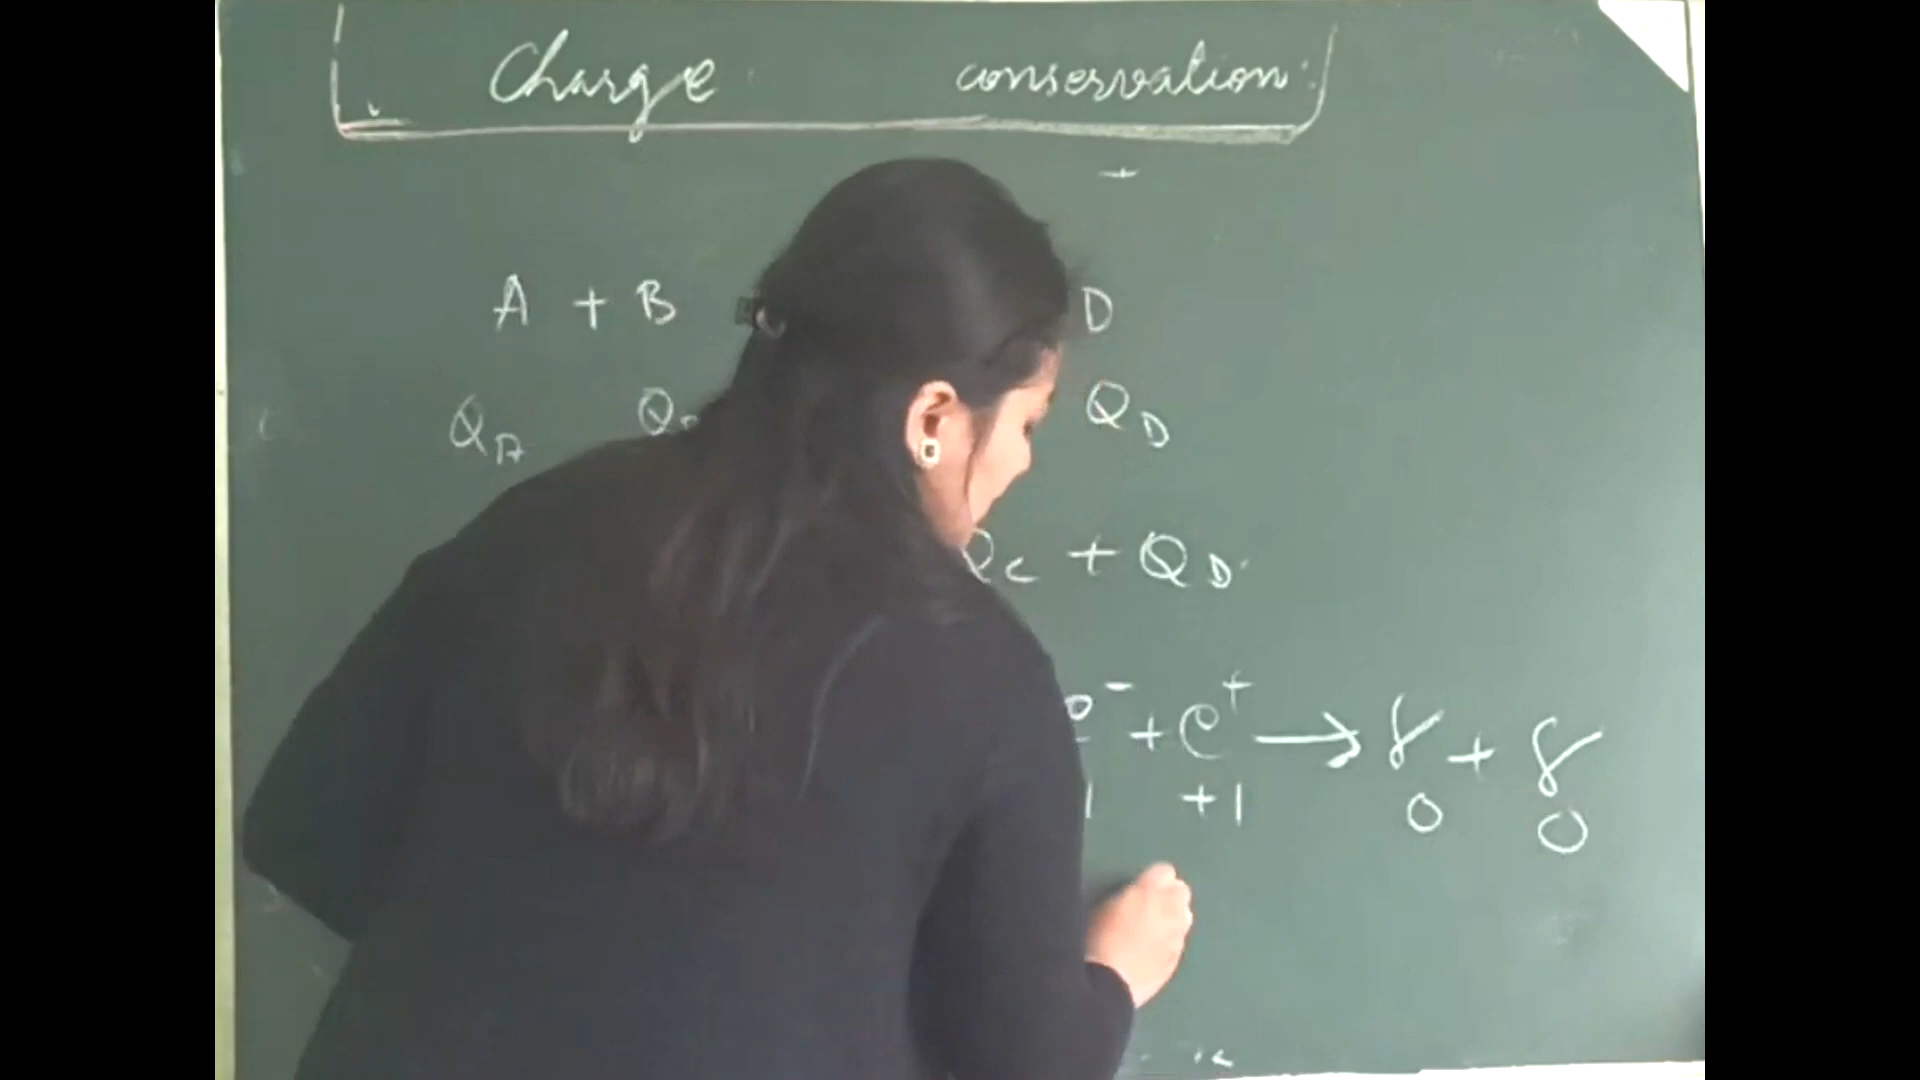 Charge conservation:
A + B D
Q_A Q_B Q_D
Q_C + Q_D
e⁻ + e⁺ → γ + γ
1 +1 0 0